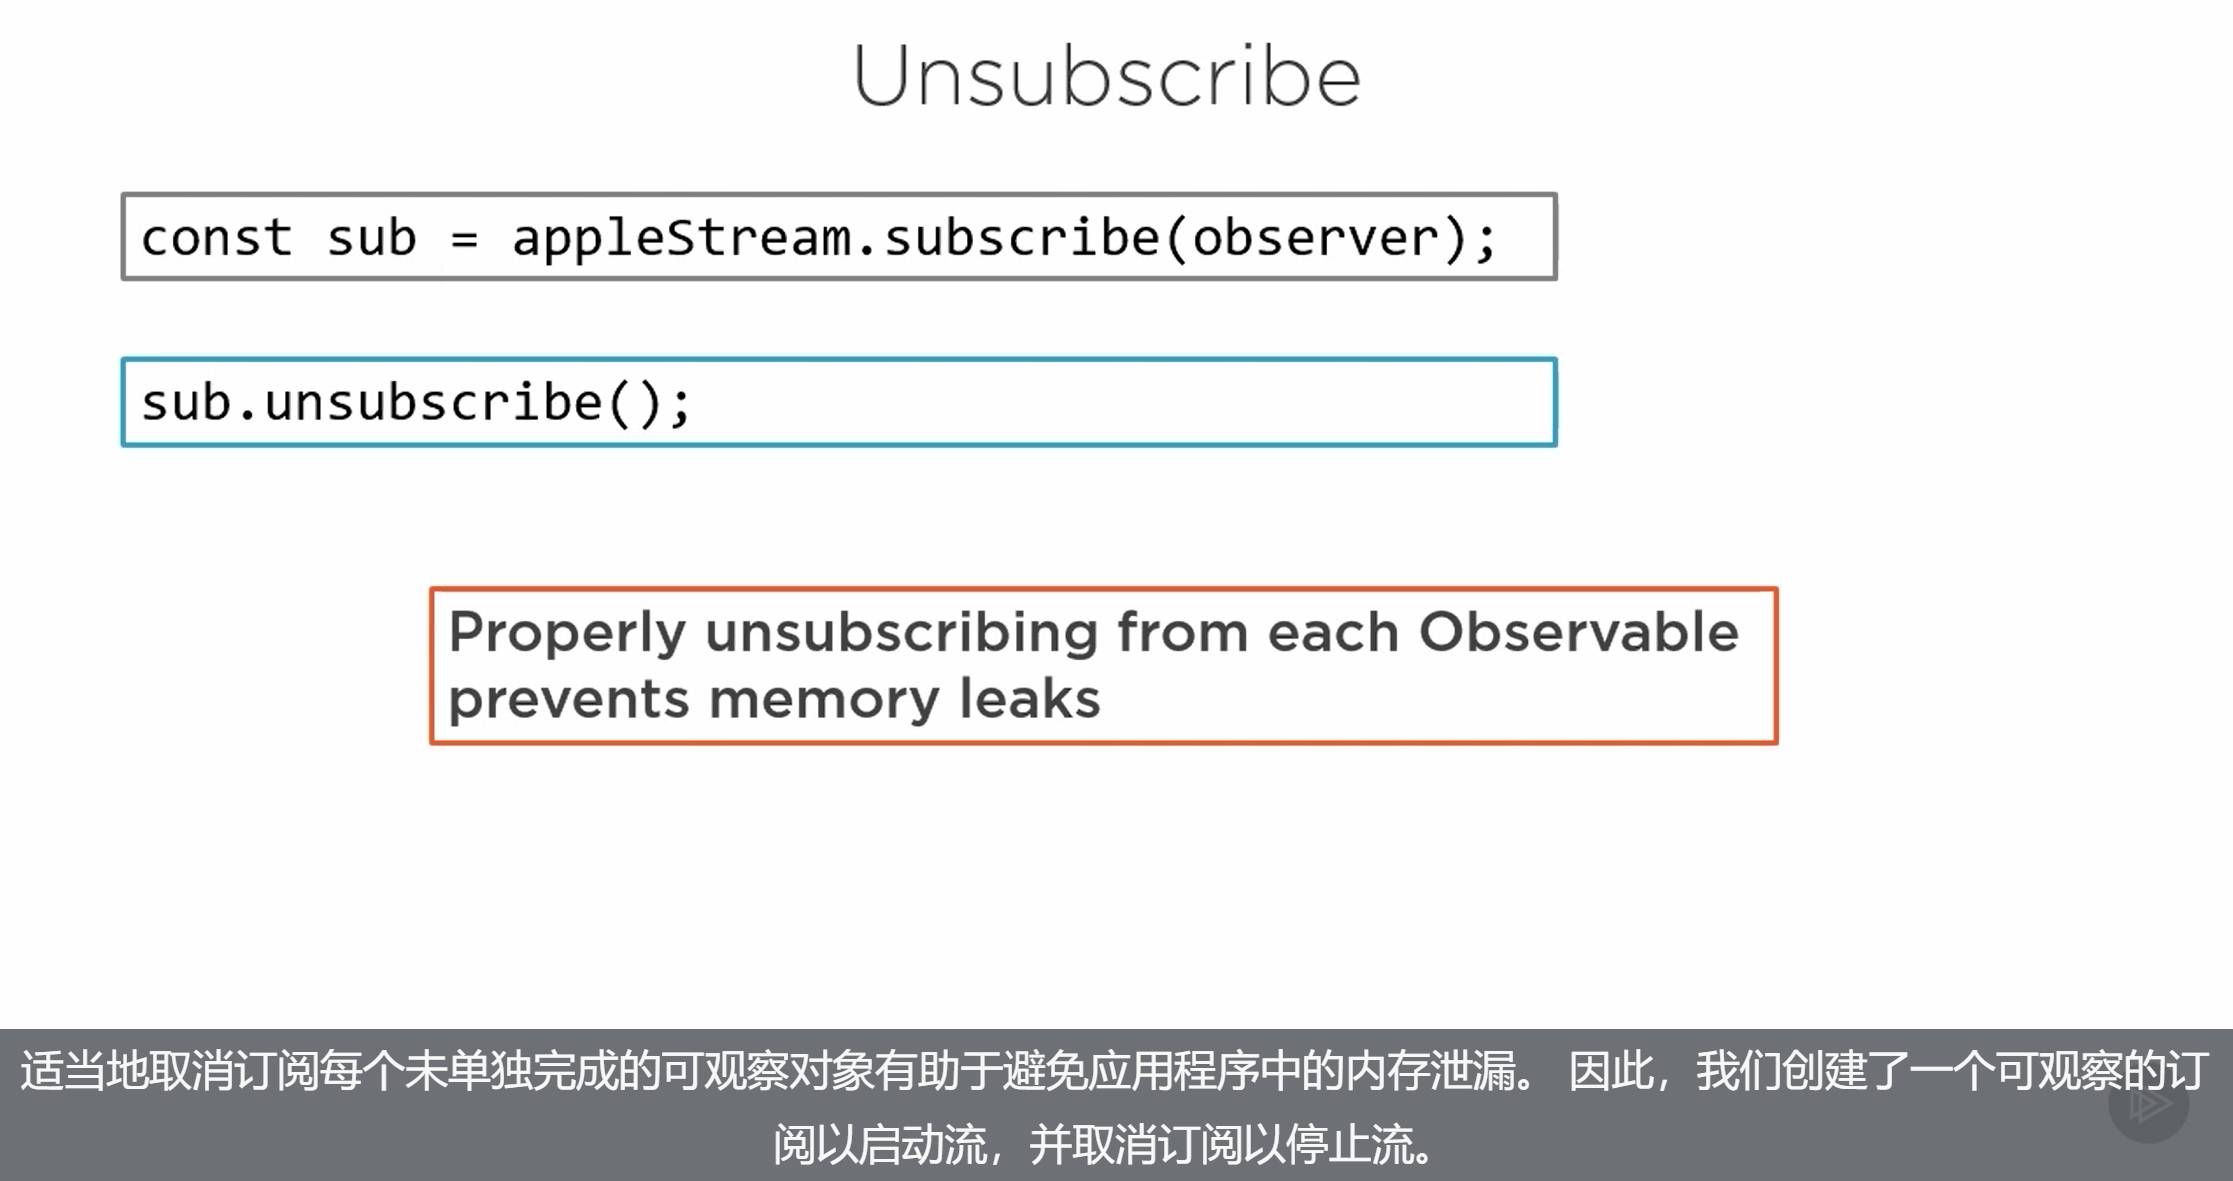 Unsubscribe
const sub = appleStream.subscribe(observer);
sub.unsubscribe();
Properly unsubscribing from each Observable
prevents memory leaks
适当地取消订阅每个未单独完成的可观察对象有助于避免应用程序中的内存泄漏。 因此，我们创建了一个可观察的订
阅以启动流，并取消订阅以停止流。